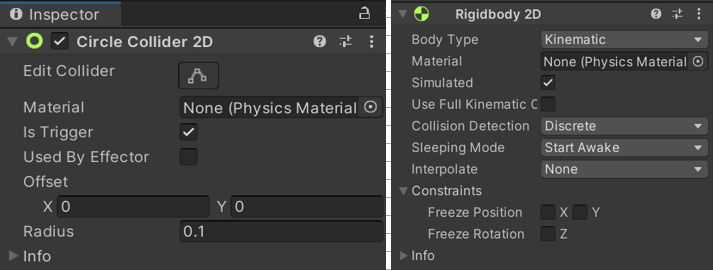 Inspector
Circle Collider 2D
Edit Collider
Material None (Physics Material
Is Trigger
Used By Effector
Offset
X 0 Y 0
Radius 0.1
Info
Rigidbody 2D
Body Type Kinematic
Material None (Physics Material
Simulated
Use Full Kinematic C
Collision Detection Discrete
Sleeping Mode Start Awake
Interpolate None
Constraints
Freeze Position X Y
Freeze Rotation Z
Info